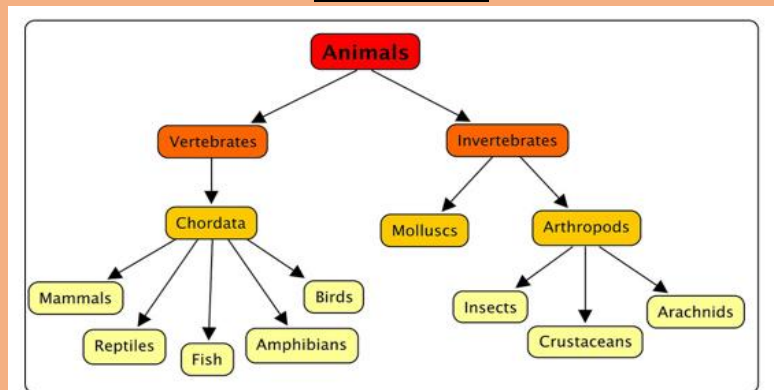 Animals
Vertebrates
Invertebrates
Chordata
Molluscs
Arthropods
Mammals
Reptiles
Fish
Amphibians
Birds
Insects
Crustaceans
Arachnids